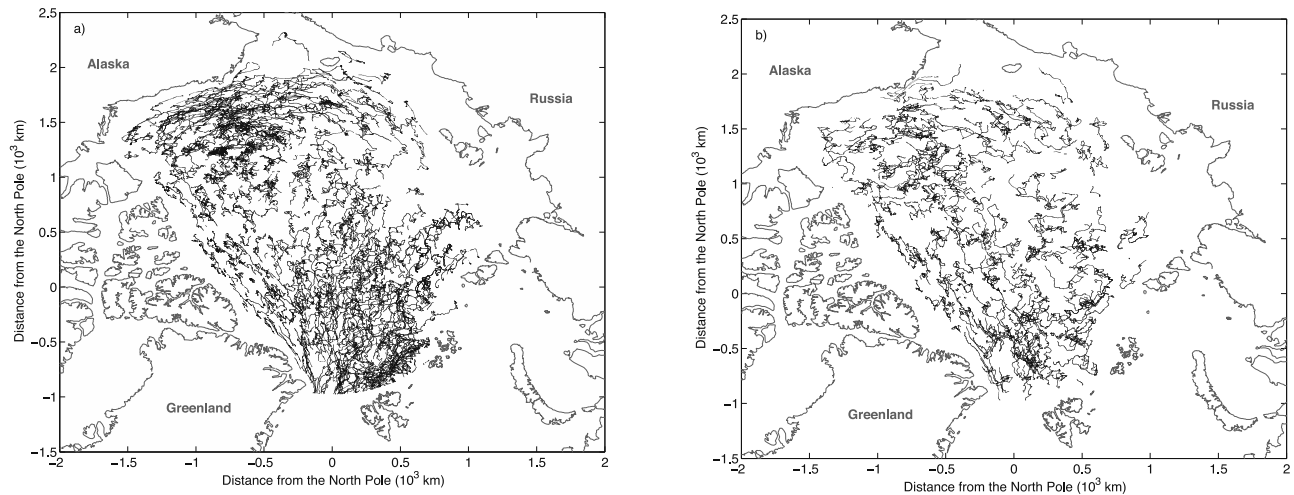 a)
Alaska
Russia
Greenland
2.5
2
1.5
1
0.5
0
−0.5
−1
−1.5
Distance from the North Pole (10³ km)
−2 −1.5 −1 −0.5 0 0.5 1 1.5 2
Distance from the North Pole (10³ km)
b)
Alaska
Russia
Greenland
2.5
2
1.5
1
0.5
0
−0.5
−1
−1.5
Distance from the North Pole (10³ km)
−2 −1.5 −1 −0.5 0 0.5 1 1.5 2
Distance from the North Pole (10³ km)